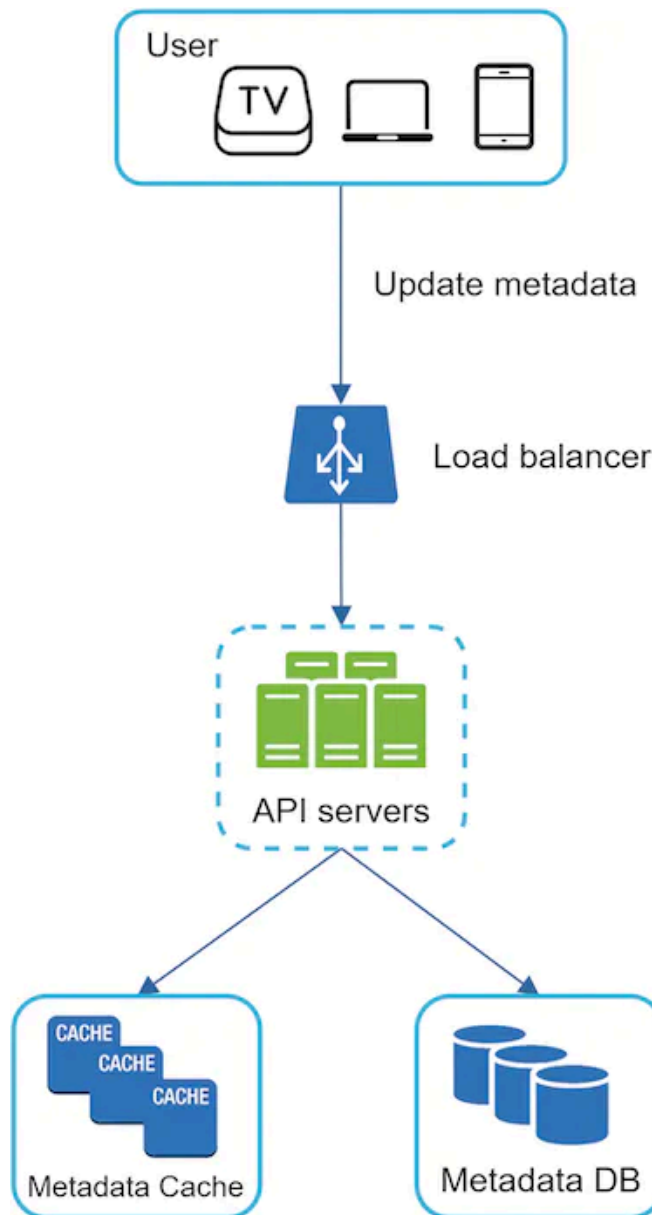 User
TV
Update metadata
Load balancer
API servers
CACHE
CACHE
CACHE
Metadata Cache
Metadata DB